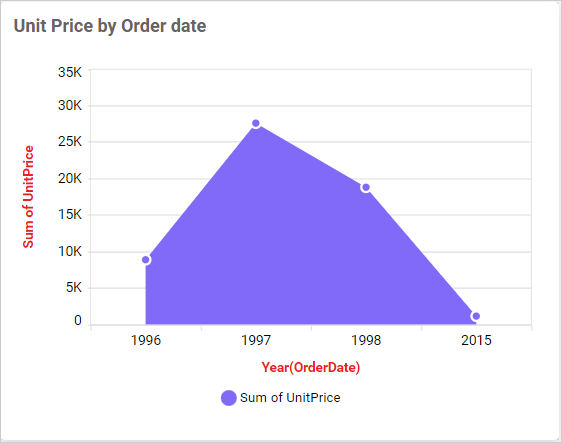 Unit Price by Order date
35K
30K
25K
20K
15K
10K
5K
0
Sum of UnitPrice
1996 1997 1998 2015
Year(OrderDate)
Sum of UnitPrice